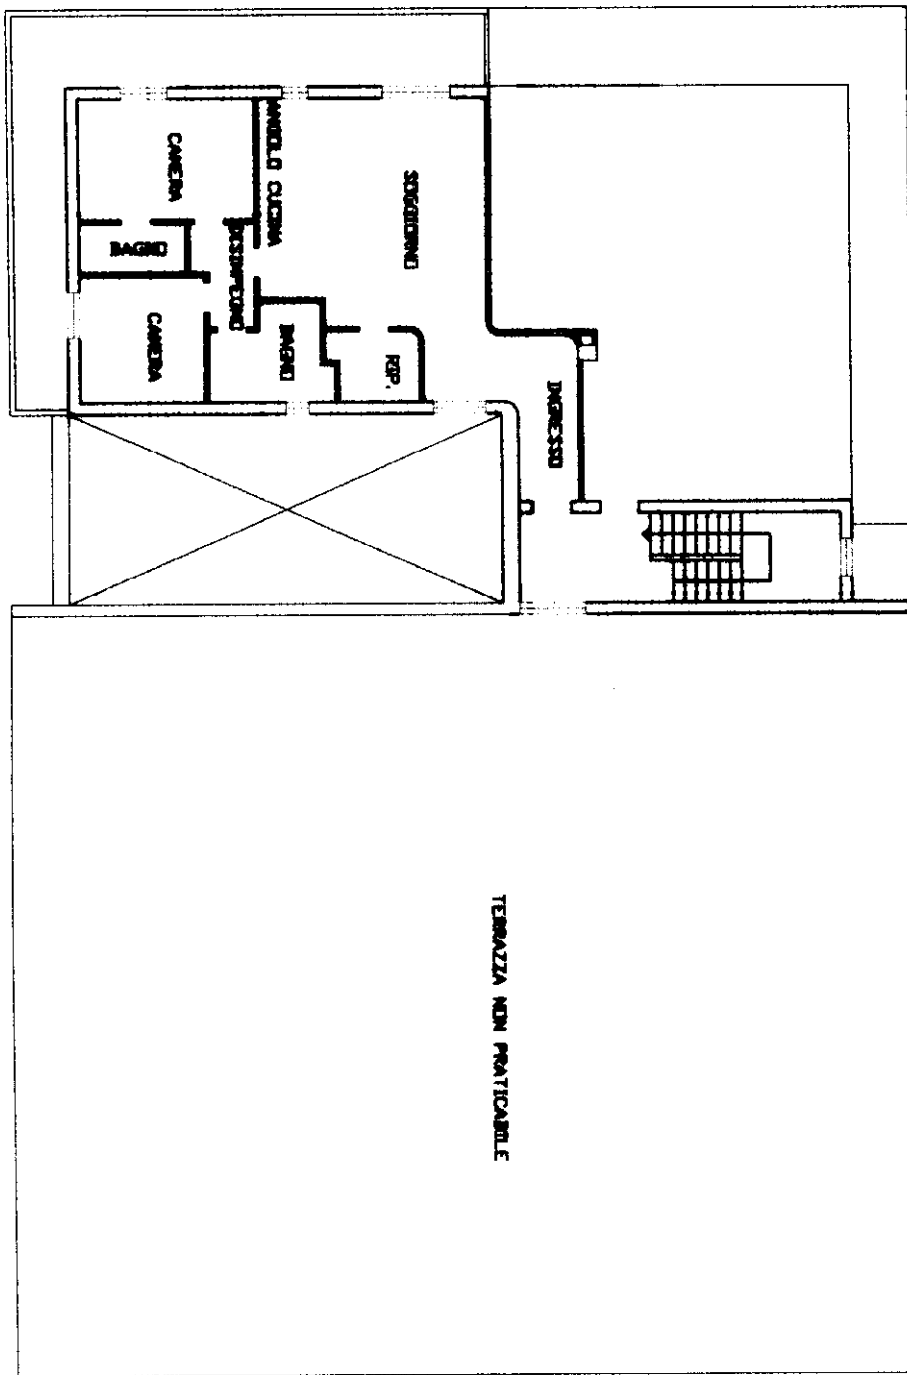 CAMERA
ANGOLO CUCINA
SOGGIORNO
BAGNO
DISIMPEGNO
CAMERA
BAGNO
RIP.
INGRESSO
TERRAZZA NON PRATICABILE